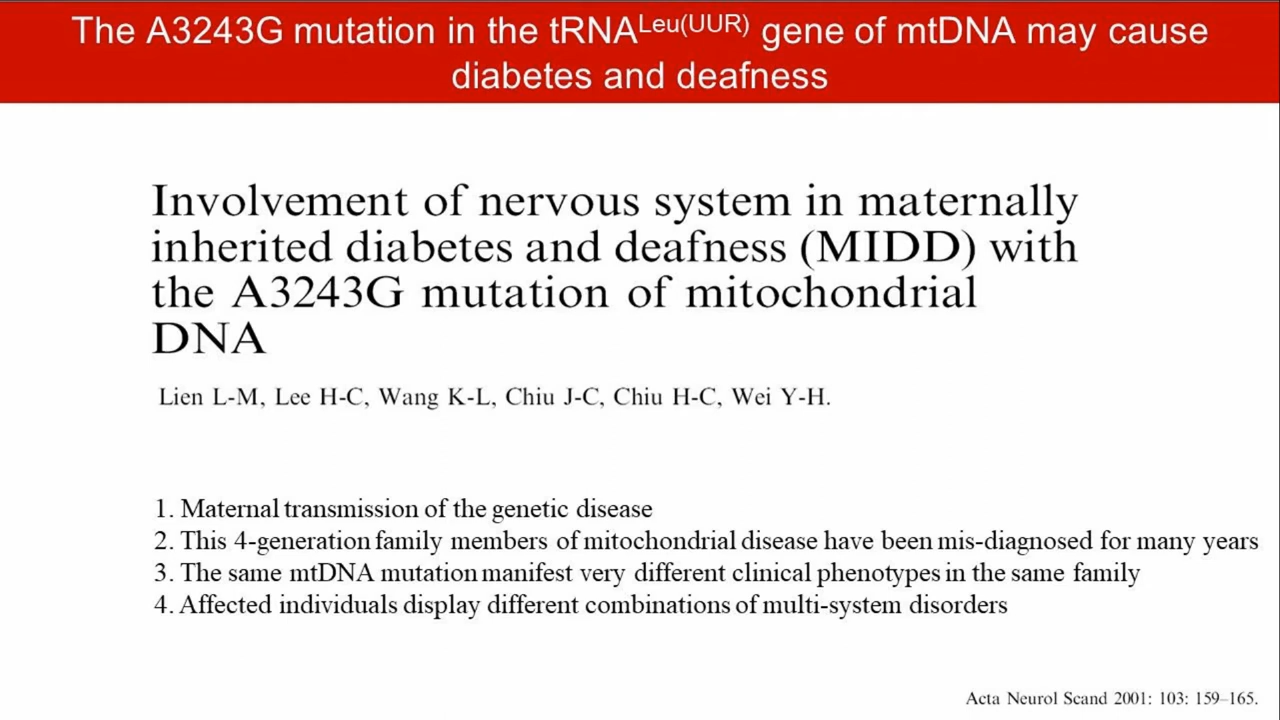 The A3243G mutation in the tRNALeu(UUR) gene of mtDNA may cause
diabetes and deafness
Involvement of nervous system in maternally
inherited diabetes and deafness (MIDD) with
the A3243G mutation of mitochondrial
DNA
Lien L-M, Lee H-C, Wang K-L, Chiu J-C, Chiu H-C, Wei Y-H.
1. Maternal transmission of the genetic disease
2. This 4-generation family members of mitochondrial disease have been mis-diagnosed for many years
3. The same mtDNA mutation manifest very different clinical phenotypes in the same family
4. Affected individuals display different combinations of multi-system disorders
Acta Neurol Scand 2001: 103: 159–165.